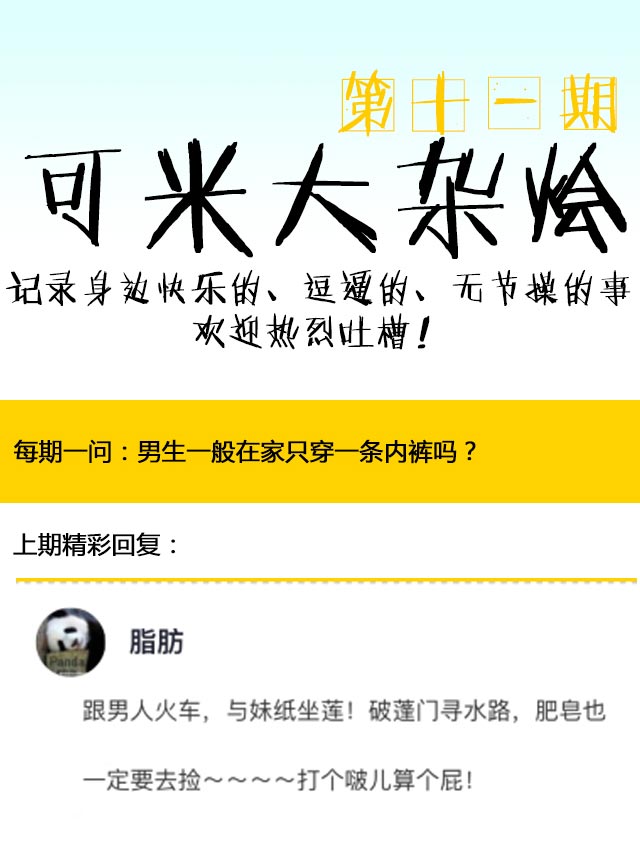 第十一期
可米大杂烩
记录身边快乐的、逗逼的、无节操的事
欢迎热烈吐槽！
每期一问：男生一般在家只穿一条内裤吗？
上期精彩回复：
Panda
脂肪
跟男人火车，与妹纸坐莲！破蓬门寻水路，肥皂也
一定要去捡～～～～打个啵儿算个屁！